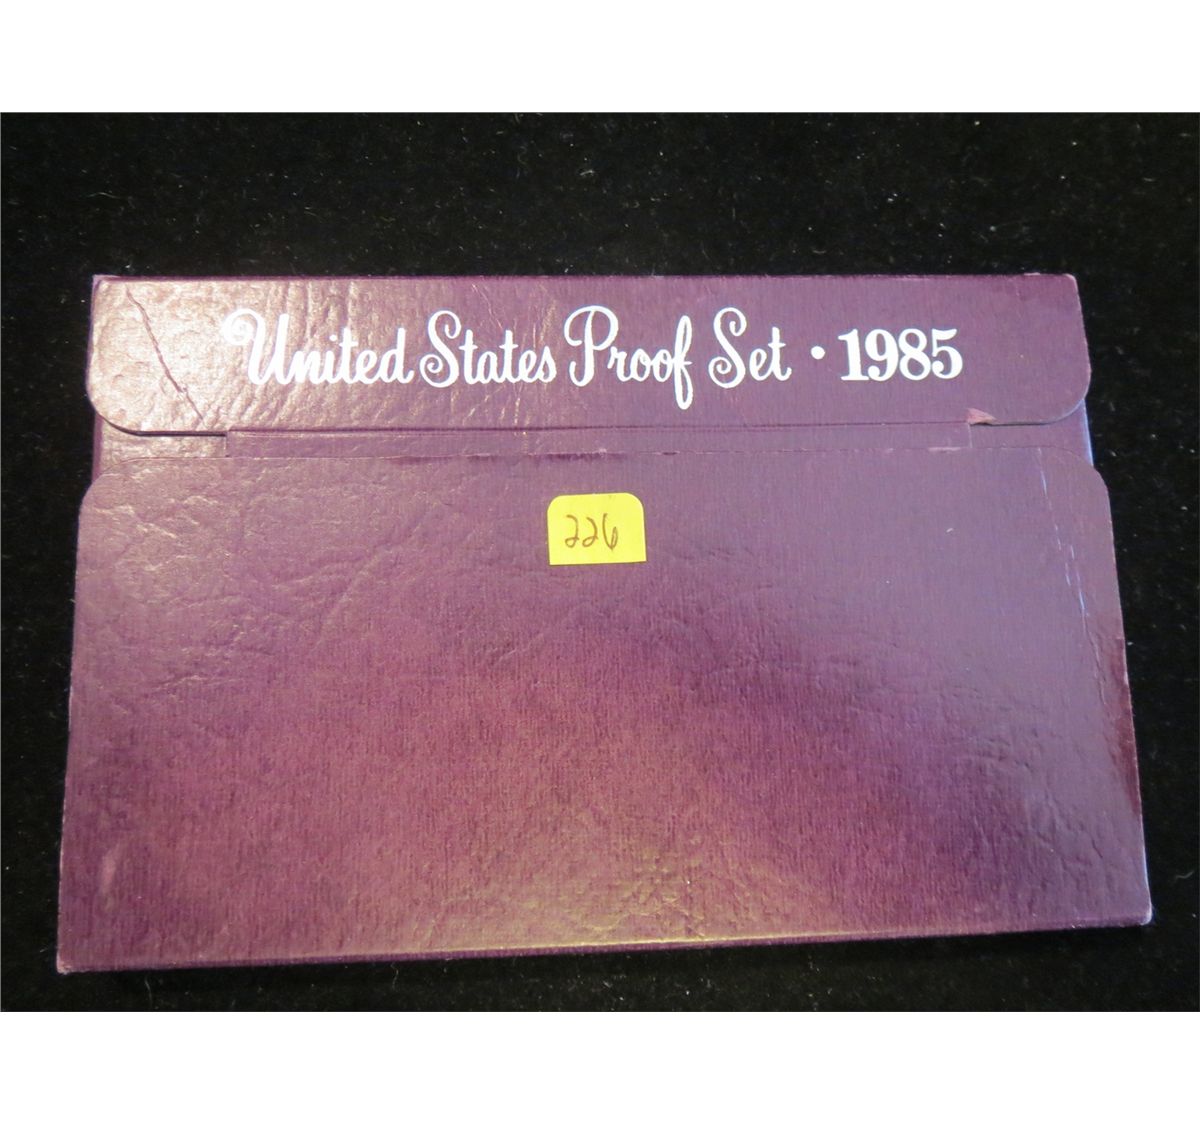 United States Proof Set • 1985
226